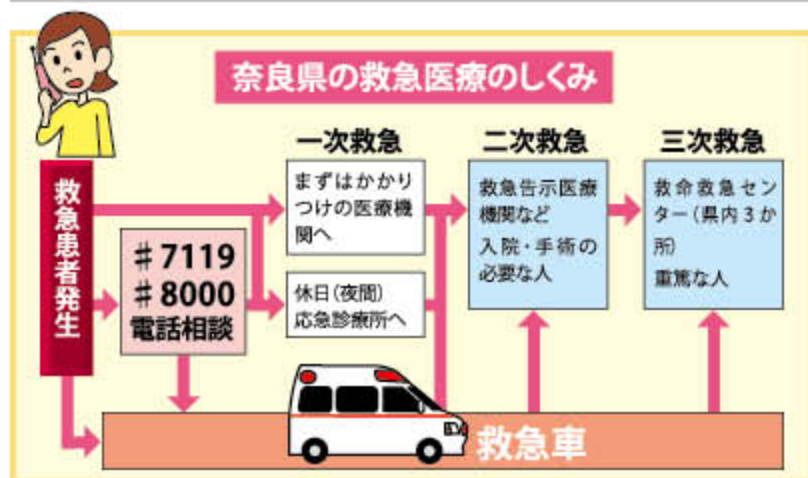 奈良県の救急医療のしくみ
一次救急
二次救急
三次救急
救急患者発生
♯7119
♯8000
電話相談
まずはかかり
つけの医療機
関へ
休日(夜間)
応急診療所へ
救急告示医療
機関など
入院・手術の
必要な人
救命救急セン
ター(県内3か
所)
重篤な人
救急車